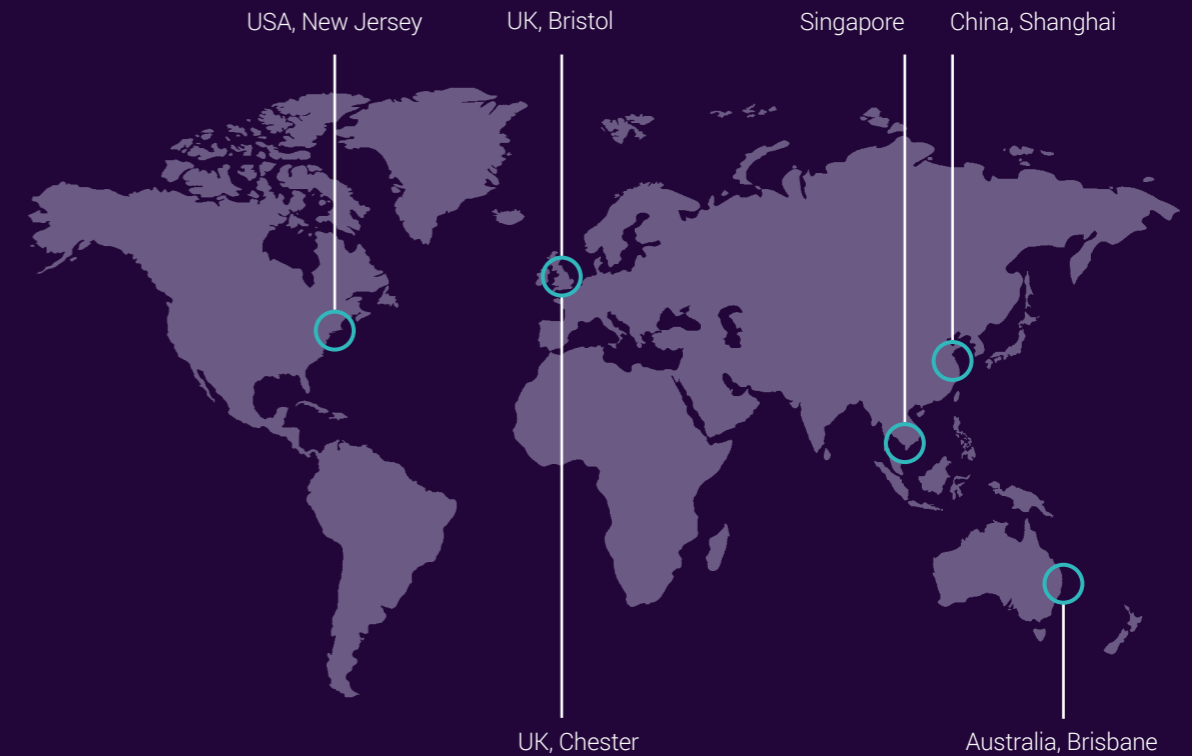 USA, New Jersey
UK, Bristol
Singapore
China, Shanghai
UK, Chester
Australia, Brisbane